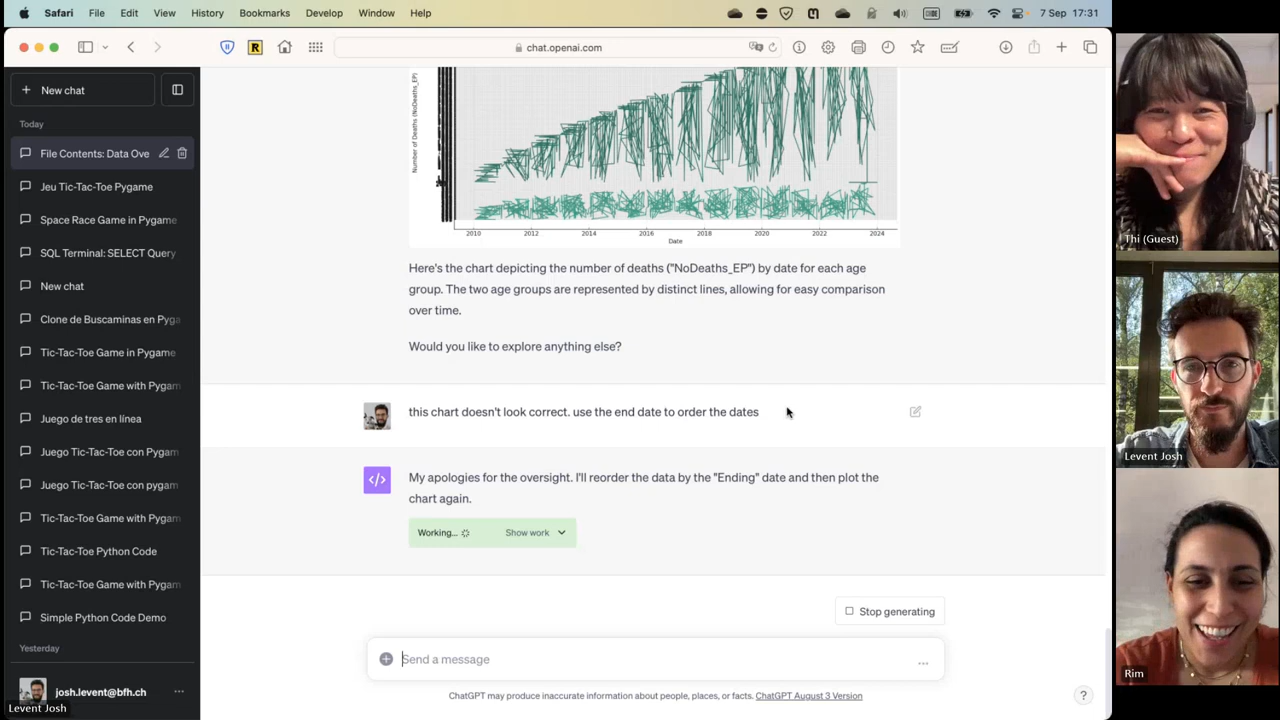 Safari File Edit View History Bookmarks Develop Window Help
7 Sep 17:31
chat.openai.com
New chat
Today
File Contents: Data Ove
Jeu Tic-Tac-Toe Pygame
Space Race Game in Pygame
SQL Terminal: SELECT Query
New chat
Clone de Buscaminas en Pyga
Tic-Tac-Toe Game in Pygame
Tic-Tac-Toe Game with Pygam
Juego de tres en línea
Juego Tic-Tac-Toe con Pygam
Juego Tic-Tac-Toe con pygam
Tic-Tac-Toe Game with Pygam
Tic-Tac-Toe Python Code
Tic-Tac-Toe Game with Pygam
Simple Python Code Demo
Yesterday
josh.levent@bfh.ch
Levent Josh
Number of Deaths (NoDeaths_EP)
2010 2012 2014 2016 2018 2020 2022 2024
Date
Here's the chart depicting the number of deaths ("NoDeaths_EP") by date for each age
group. The two age groups are represented by distinct lines, allowing for easy comparison
over time.
Would you like to explore anything else?
this chart doesn't look correct. use the end date to order the dates
My apologies for the oversight. I'll reorder the data by the "Ending" date and then plot the
chart again.
Working... Show work
Stop generating
Send a message
ChatGPT may produce inaccurate information about people, places, or facts. ChatGPT August 3 Version
?
Thi (Guest)
Levent Josh
Rim